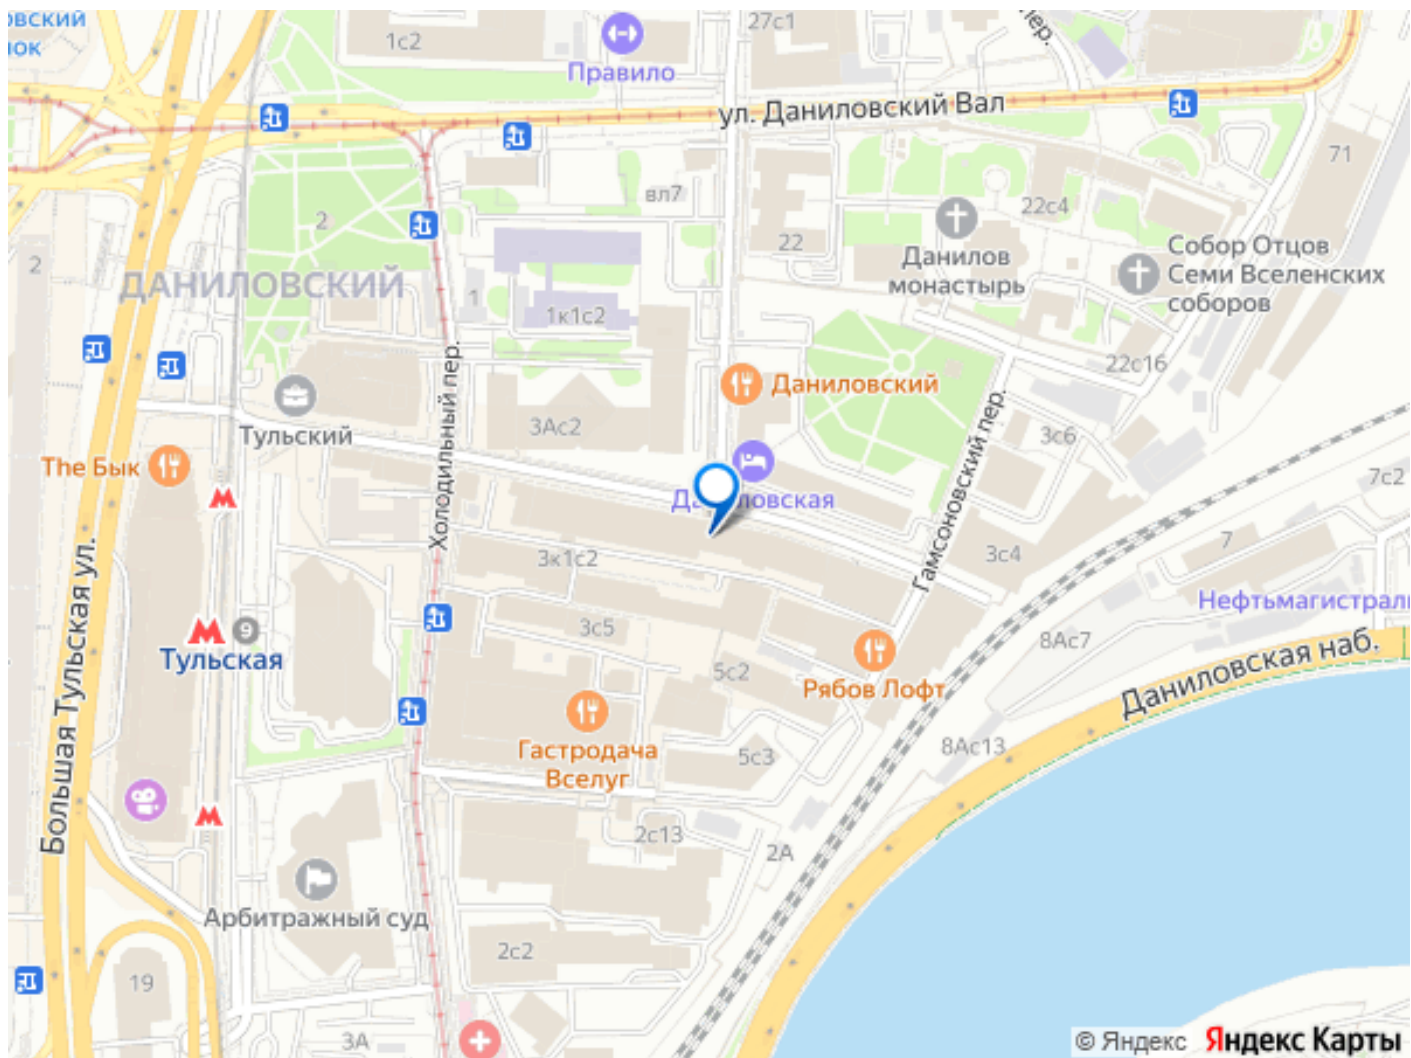 овский
нок
1с2
Правило
27с1
пер.
ул. Даниловский Вал
71
вл7
2
22
22с4
Данилов
монастырь
Собор Отцов
Семи Вселенских
соборов
2
ДАНИЛОВСКИЙ
1
1к1с2
22с16
Холодильный пер.
Даниловский
Тульский
3Ас2
Гамсоновский пер.
3с6
The Бык
Даниловская
7с2
3к1с2
3с4
7
Нефтьмагистраль
3с5
9
Тульская
8Ас7
5с2
Рябов Лофт
Даниловская наб.
Большая Тульская ул.
Гастродача
Вселуг
5с3
8Ас13
2с13
2А
Арбитражный суд
2с2
19
3А
© Яндекс Яндекс Карты